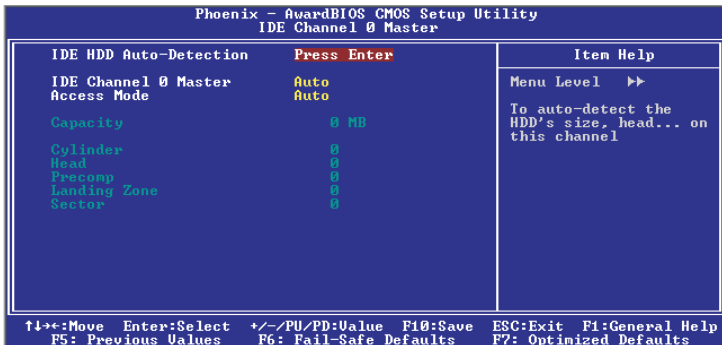 Phoenix - AwardBIOS CMOS Setup Utility
IDE Channel 0 Master
IDE HDD Auto-Detection Press Enter
IDE Channel 0 Master Auto
Access Mode Auto
Capacity 0 MB
Cylinder 0
Head 0
Precomp 0
Landing Zone 0
Sector 0
Item Help
Menu Level ▸▸
To auto-detect the
HDD's size, head... on
this channel
↑↓→←:Move Enter:Select +/-/PU/PD:Value F10:Save ESC:Exit F1:General Help
F5: Previous Values F6: Fail-Safe Defaults F7: Optimized Defaults